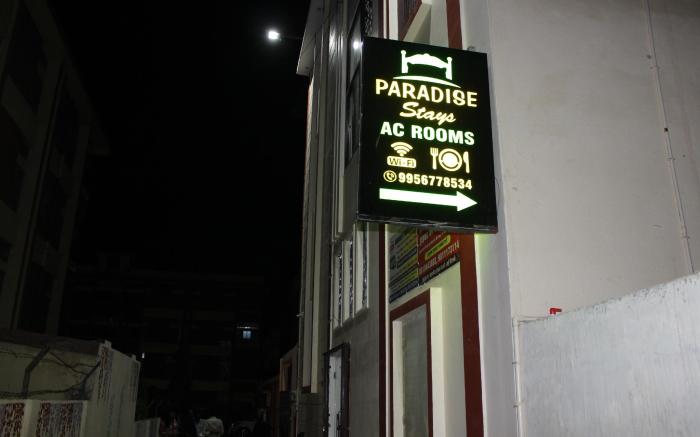 PARADISE
Stays
AC ROOMS
Wi-Fi
9956778534